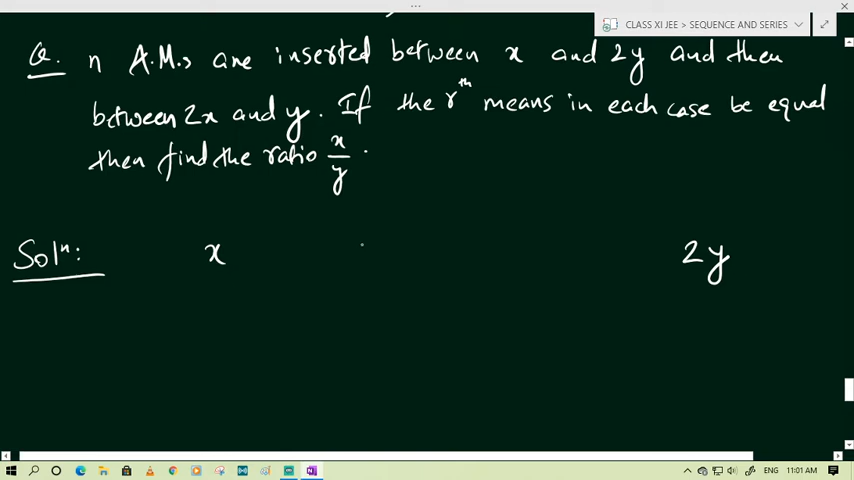 CLASS XI JEE > SEQUENCE AND SERIES
Q. n A.M.s are inserted between x and 2y and then
between 2x and y. If the rth means in each case be equal
then find the ratio x/y.
Solⁿ: x 2y
ENG 11:01 AM